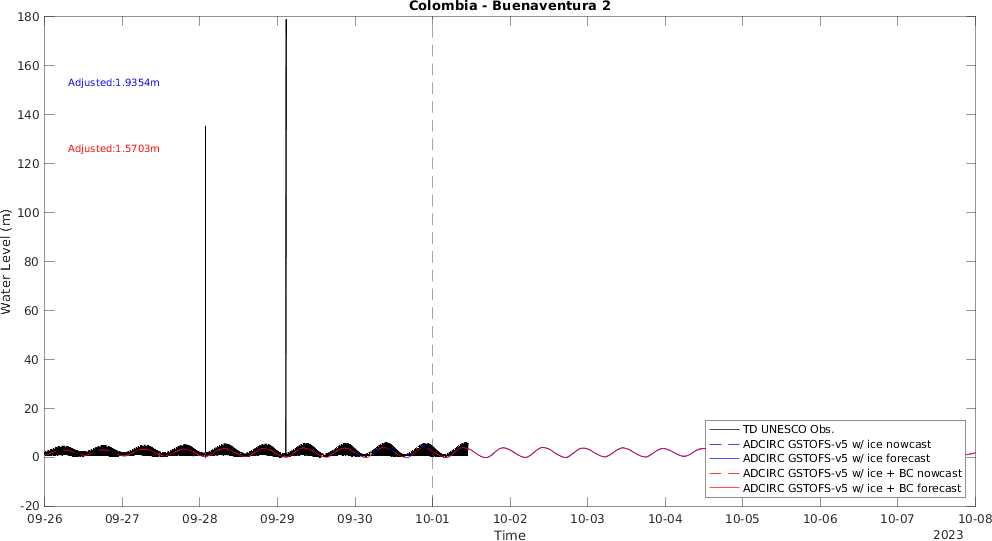 Colombia - Buenaventura 2
180
160
140
120
100
80
60
40
20
0
-20
Water Level (m)
Adjusted:1.9354m
Adjusted:1.5703m
TD UNESCO Obs.
ADCIRC GSTOFS-v5 w/ ice nowcast
ADCIRC GSTOFS-v5 w/ ice forecast
ADCIRC GSTOFS-v5 w/ ice + BC nowcast
ADCIRC GSTOFS-v5 w/ ice + BC forecast
09-26 09-27 09-28 09-29 09-30 10-01 10-02 10-03 10-04 10-05 10-06 10-07 10-08
Time
2023